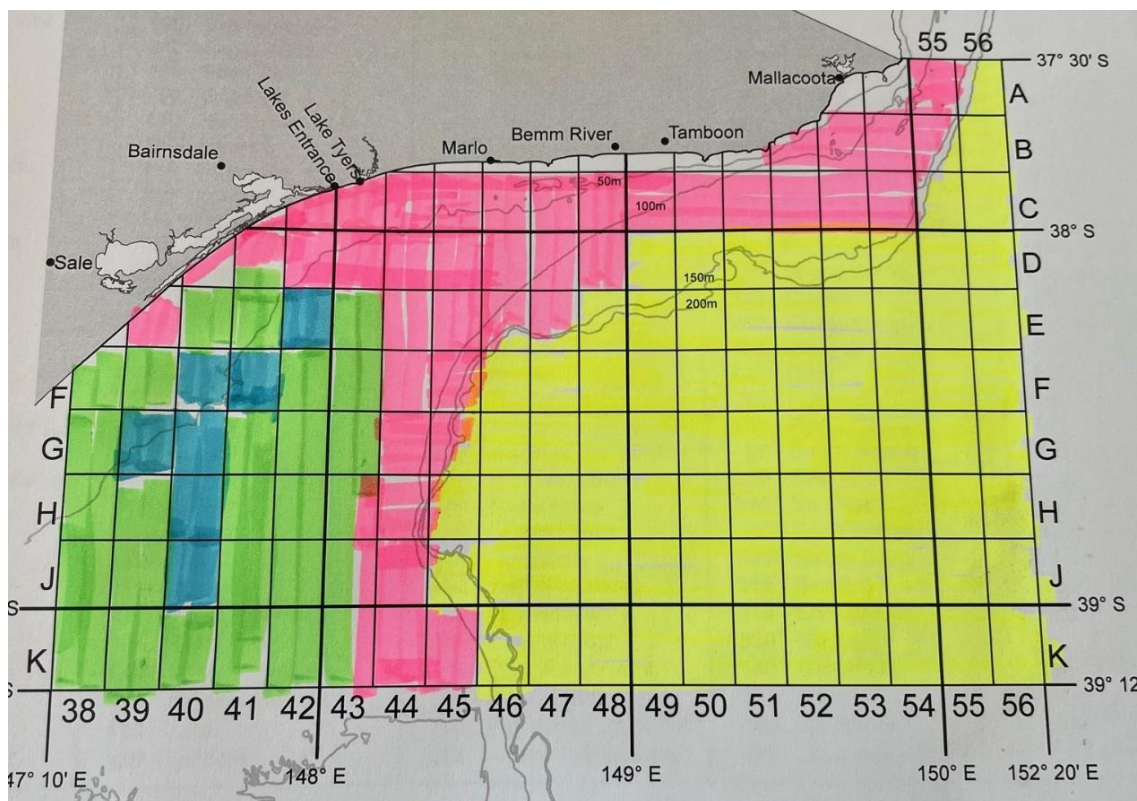 55 56
37° 30' S
Mallacoota
A
Lakes Entrance
Lake Tyers
Bemm River
Tamboon
Marlo
B
Bairnsdale
50m
100m
C
38° S
Sale
D
150m
200m
E
F
F
G
G
H
H
J
J
S
39° S
K
K
S
39° 12
38 39 40 41 42 43 44 45 46 47 48 49 50 51 52 53 54 55 56
47° 10' E
148° E
149° E
150° E
152° 20' E